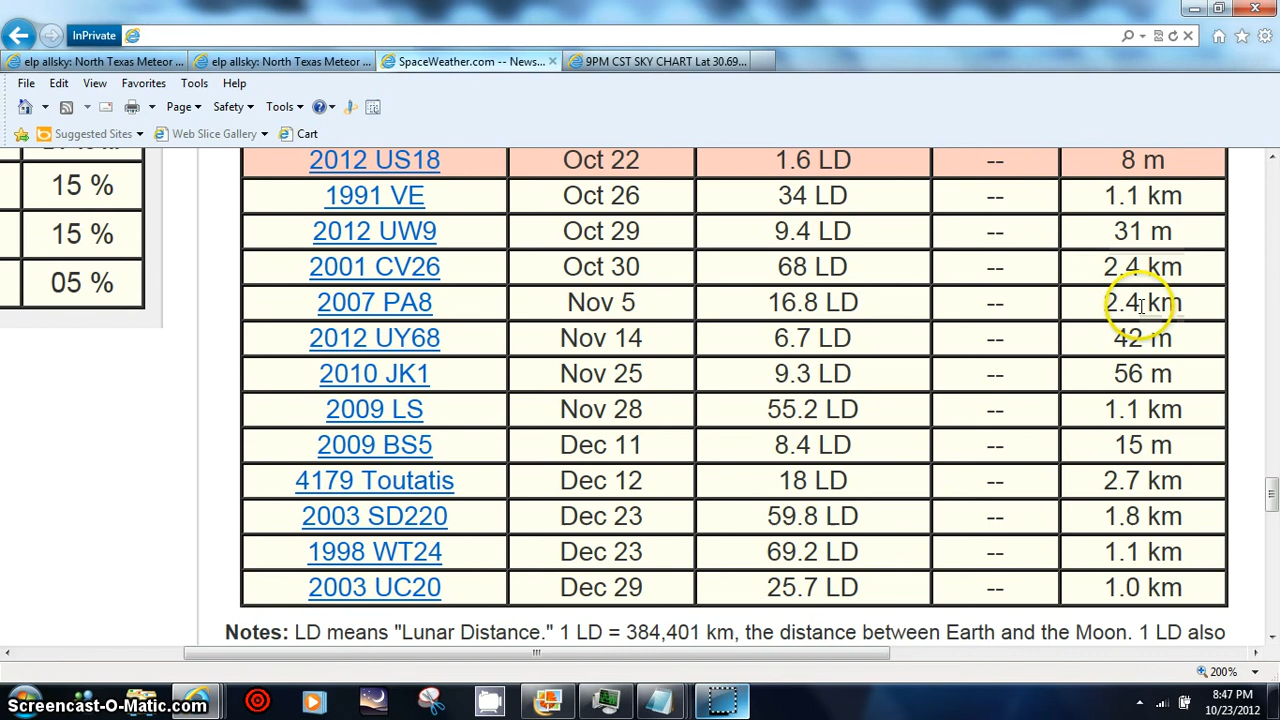 InPrivate
elp allsky: North Texas Meteor ...
elp allsky: North Texas Meteor ...
SpaceWeather.com -- News...
9PM CST SKY CHART Lat 30.69...
File Edit View Favorites Tools Help
Page Safety Tools
Suggested Sites Web Slice Gallery Cart
2012 US18 Oct 22 1.6 LD -- 8 m
15 %
1991 VE Oct 26 34 LD -- 1.1 km
2012 UW9 Oct 29 9.4 LD -- 31 m
15 %
2001 CV26 Oct 30 68 LD -- 2.4 km
05 %
2007 PA8 Nov 5 16.8 LD -- 2.4 km
2012 UY68 Nov 14 6.7 LD -- 42 m
2010 JK1 Nov 25 9.3 LD -- 56 m
2009 LS Nov 28 55.2 LD -- 1.1 km
2009 BS5 Dec 11 8.4 LD -- 15 m
4179 Toutatis Dec 12 18 LD -- 2.7 km
2003 SD220 Dec 23 59.8 LD -- 1.8 km
1998 WT24 Dec 23 69.2 LD -- 1.1 km
2003 UC20 Dec 29 25.7 LD -- 1.0 km
Notes: LD means "Lunar Distance." 1 LD = 384,401 km, the distance between Earth and the Moon. 1 LD also
200%
8:47 PM
10/23/2012
Screencast-O-Matic.com